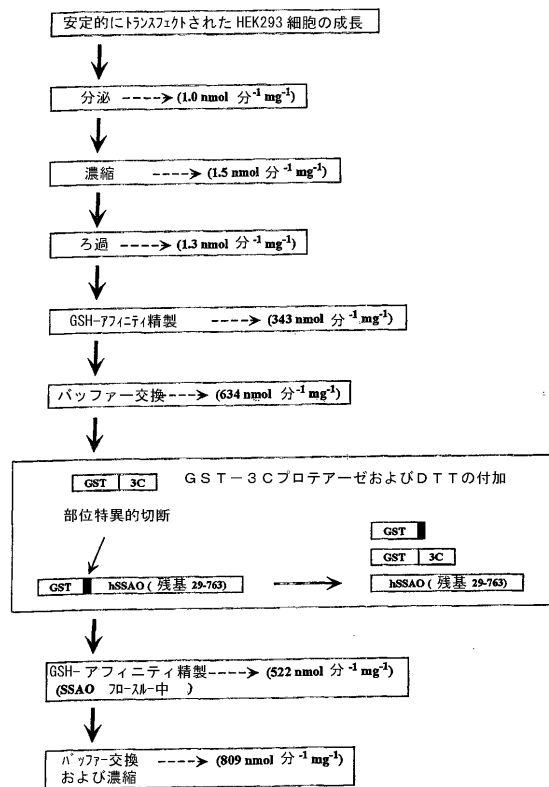 安定的にトランスフェクトされた HEK293 細胞の成長
分泌 ----> (1.0 nmol 分 -1 mg-1)
濃縮 ----> (1.5 nmol 分 -1 mg-1)
ろ過 ----> (1.3 nmol 分 -1 mg-1)
GSH-アフィニティ精製 ----> (343 nmol 分 -1 mg-1)
バッファー交換 ----> (634 nmol 分 -1 mg-1)
GST 3C GST－3CプロテアーゼおよびDTTの付加
部位特異的切断
GST
GST 3C
GST hSSAO ( 残基 29-763)
hSSAO ( 残基 29-763)
GSH- アフィニティ精製 ----> (522 nmol 分 -1 mg-1)
(SSAO フロースルー中 )
バッファー交換 ----> (809 nmol 分 -1 mg-1)
および濃縮